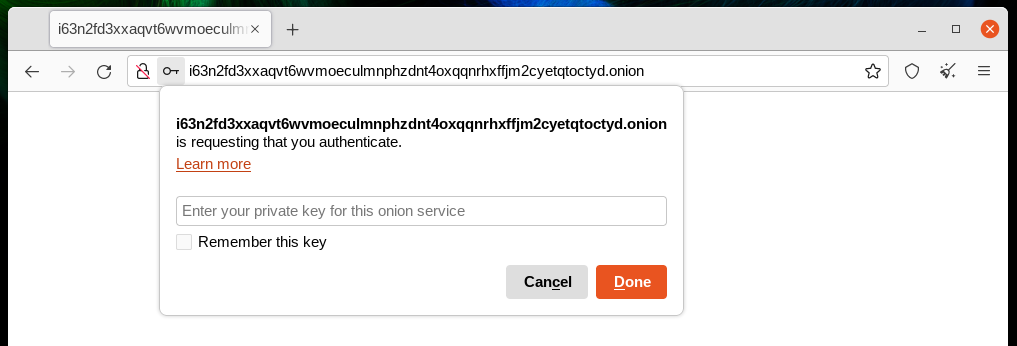 i63n2fd3xxaqvt6wvmoeculmn
i63n2fd3xxaqvt6wvmoeculmnphzdnt4oxqqnrhxffjm2cyetqtoctyd.onion
i63n2fd3xxaqvt6wvmoeculmnphzdnt4oxqqnrhxffjm2cyetqtoctyd.onion
is requesting that you authenticate.
Learn more
Enter your private key for this onion service
Remember this key
Cancel Done